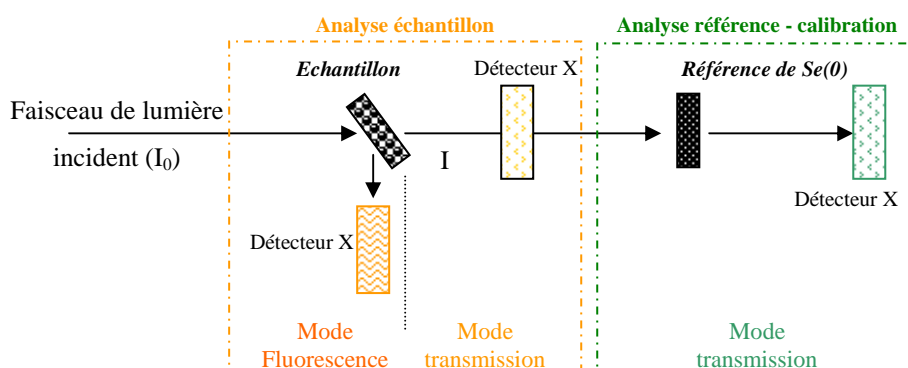 Analyse échantillon
Analyse référence - calibration
Echantillon
Détecteur X
Référence de Se(0)
Faisceau de lumière
incident (I₀)
I
Détecteur X
Détecteur X
Mode
Fluorescence
Mode
transmission
Mode
transmission